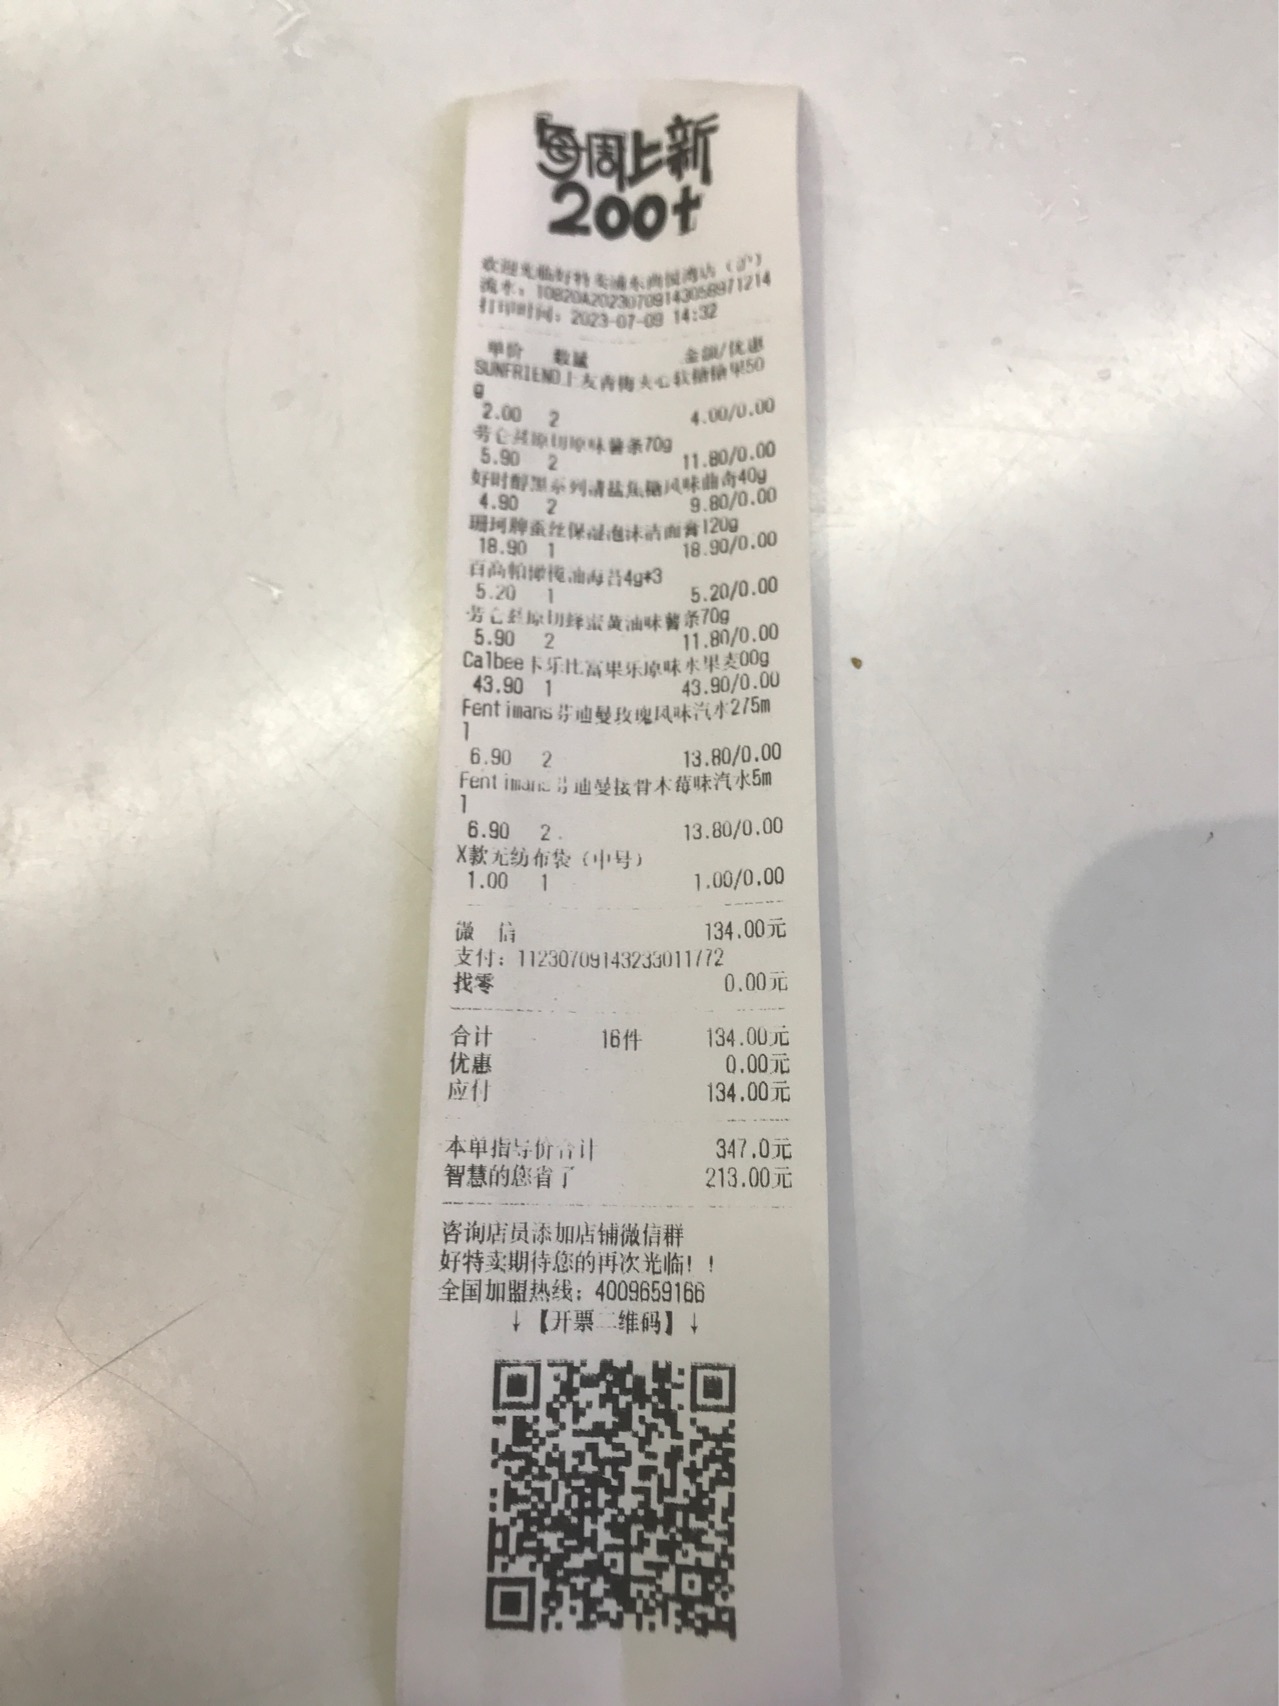 每周上新
200+
欢迎光临好特卖浦东尚悦湾店（沪）
流水：10820A20230709143058971214
打印时间：2023-07-09 14:32
单价 数量 金额/优惠
SUNFRIEND上友青梅夹心软糖糖果50
g
2.00 2 4.00/0.00
劳仑兹原切原味薯条70g
5.90 2 11.80/0.00
好时醇黑系列清盐焦糖风味曲奇40g
4.90 2 9.80/0.00
珊珂牌蚕丝保湿泡沫洁面膏120g
18.90 1 18.90/0.00
百高帕橄榄油海苔4g*3
5.20 1 5.20/0.00
劳仑兹原切蜂蜜黄油味薯条70g
5.90 2 11.80/0.00
Calbee卡乐比富果乐原味水果麦00g
43.90 1 43.90/0.00
Fentimans芬迪曼玫瑰风味汽水275m
l
6.90 2 13.80/0.00
Fentimans芬迪曼接骨木莓味汽水5m
l
6.90 2 13.80/0.00
X款无纺布袋（中号）
1.00 1 1.00/0.00
微 信 134.00元
支付：11230709143233011772
找零 0.00元
合计 16件 134.00元
优惠 0.00元
应付 134.00元
本单指导价合计 347.0元
智慧的您省了 213.00元
咨询店员添加店铺微信群
好特卖期待您的再次光临！！
全国加盟热线：4009659166
↓【开票二维码】↓